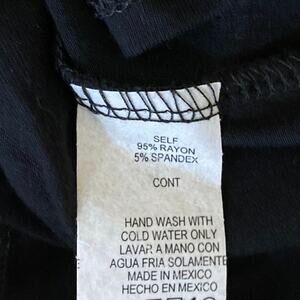 SELF
95% RAYON
5% SPANDEX
CONT
HAND WASH WITH
COLD WATER ONLY
LAVAR A MANO CON
AGUA FRIA SOLAMENTE
MADE IN MEXICO
HECHO EN MEXICO